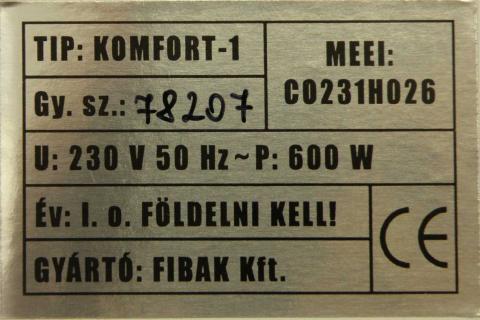 TIP: KOMFORT-1
MEEI:
C0231H026
Gy. sz.: 78207
U: 230 V 50 Hz ~ P: 600 W
Év: I. o. FÖLDELNI KELL!
GYÁRTÓ: FIBAK Kft.
CE